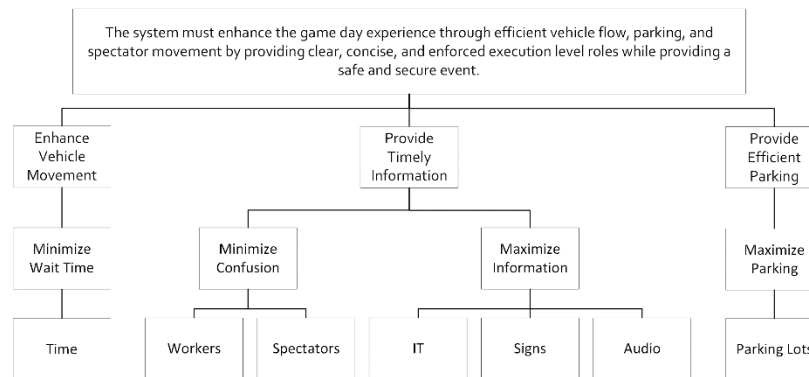 The system must enhance the game day experience through efficient vehicle flow, parking, and
spectator movement by providing clear, concise, and enforced execution level roles while providing a
safe and secure event.
Enhance
Vehicle
Movement
Provide
Timely
Information
Provide
Efficient
Parking
Minimize
Wait Time
Minimize
Confusion
Maximize
Information
Maximize
Parking
Time
Workers
Spectators
IT
Signs
Audio
Parking Lots